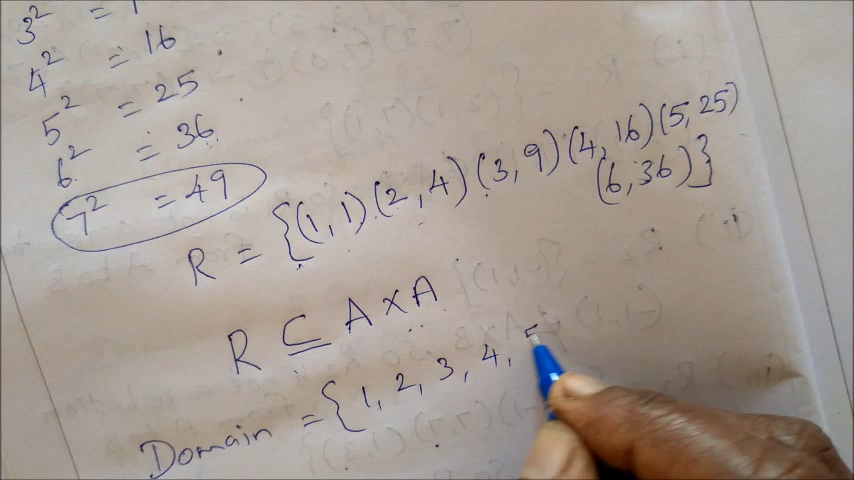 3² =
4² = 16
5² = 25
6² = 36
7² = 49
R = {(1,1)(2,4)(3,9)(4,16)(5,25)
(6,36)}
R ⊆ A×A
Domain = {1, 2, 3, 4, 5